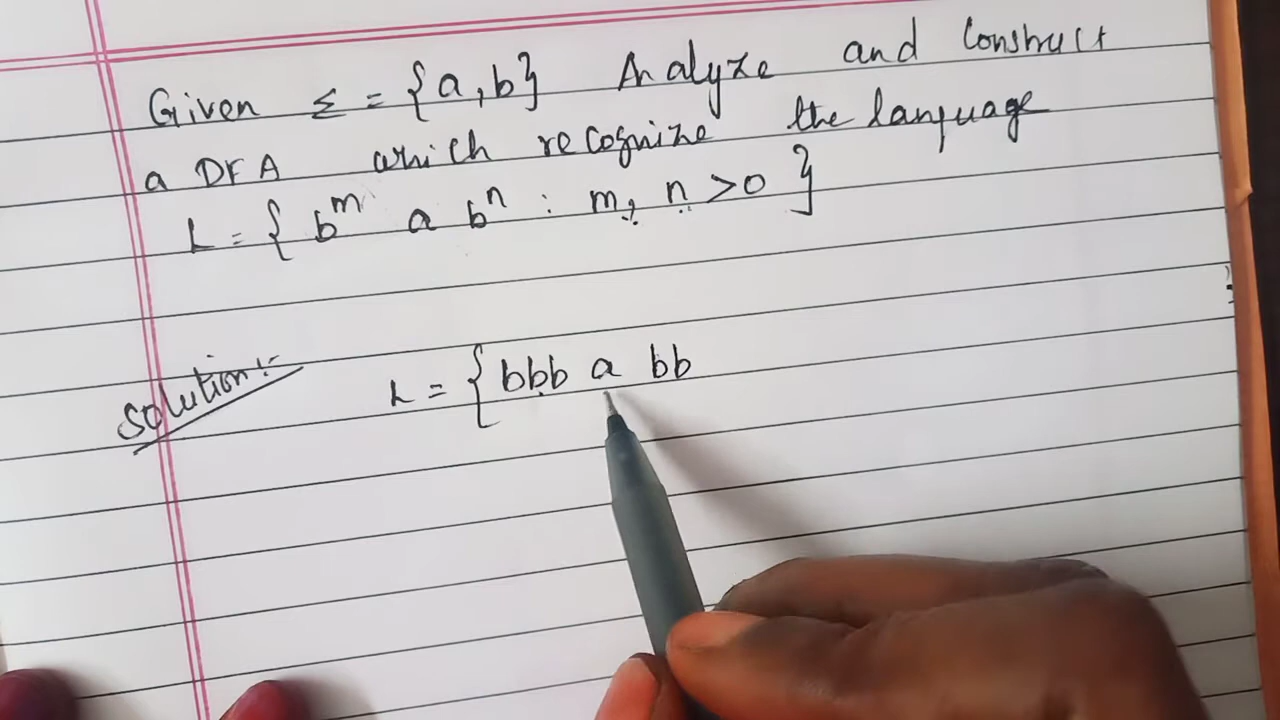 Given Σ = {a, b} Analyze and Construct
a DFA which recognize the language
L = { b^m a b^n : m, n > 0 }
Solution:-
L = { bbb a bb